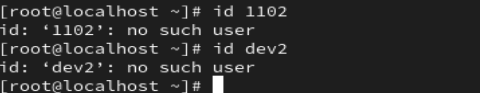 [root@localhost ~]# id 1102
id: ‘1102’: no such user
[root@localhost ~]# id dev2
id: ‘dev2’: no such user
[root@localhost ~]#